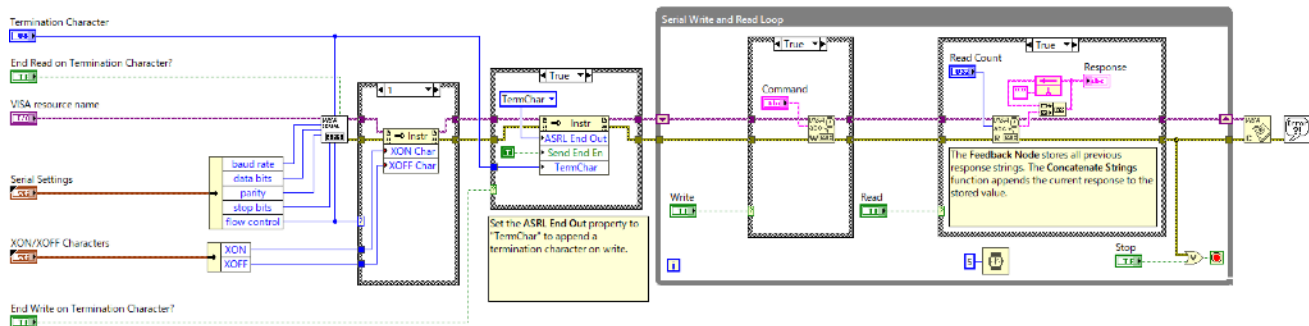 Termination Character
End Read on Termination Character?
VISA resource name
Serial Settings
baud rate
data bits
parity
stop bits
flow control
XON/XOFF Characters
XON
XOFF
End Write on Termination Character?
1
Instr
XON Char
XOFF Char
True
TermChar
Instr
ASRL End Out
Send End En
TermChar
T
Set the ASRL End Out property to
"TermChar" to append a
termination character on write.
Serial Write and Read Loop
True
Command
Write
i
True
Read Count
Response
The Feedback Node stores all previous
response strings. The Concatenate Strings
function appends the current response to the
stored value.
Read
5
Stop